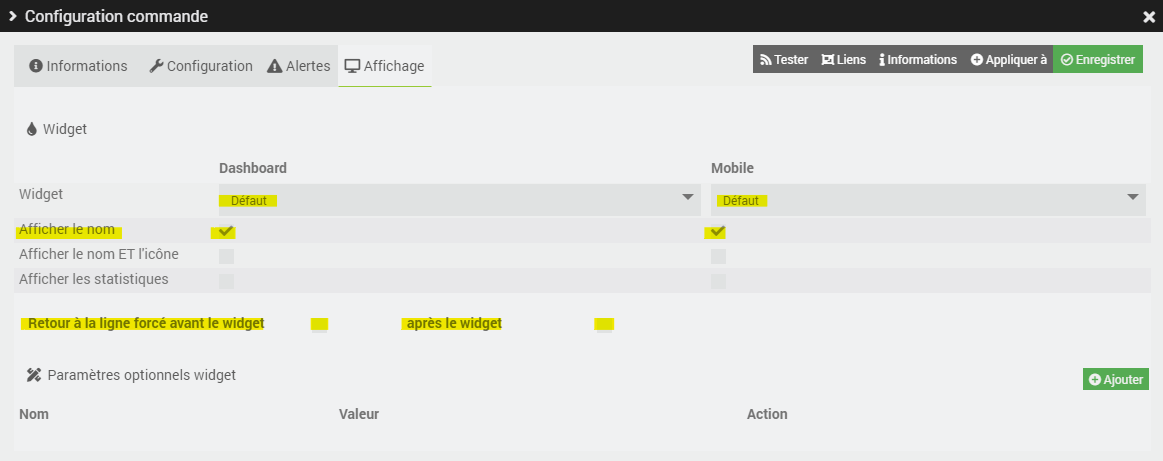 Configuration commande
Informations Configuration Alertes Affichage Tester Liens Informations Appliquer à Enregistrer
Widget
Dashboard Mobile
Widget Défaut Défaut
Afficher le nom
Afficher le nom ET l'icône
Afficher les statistiques
Retour à la ligne forcé avant le widget après le widget
Paramètres optionnels widget Ajouter
Nom Valeur Action